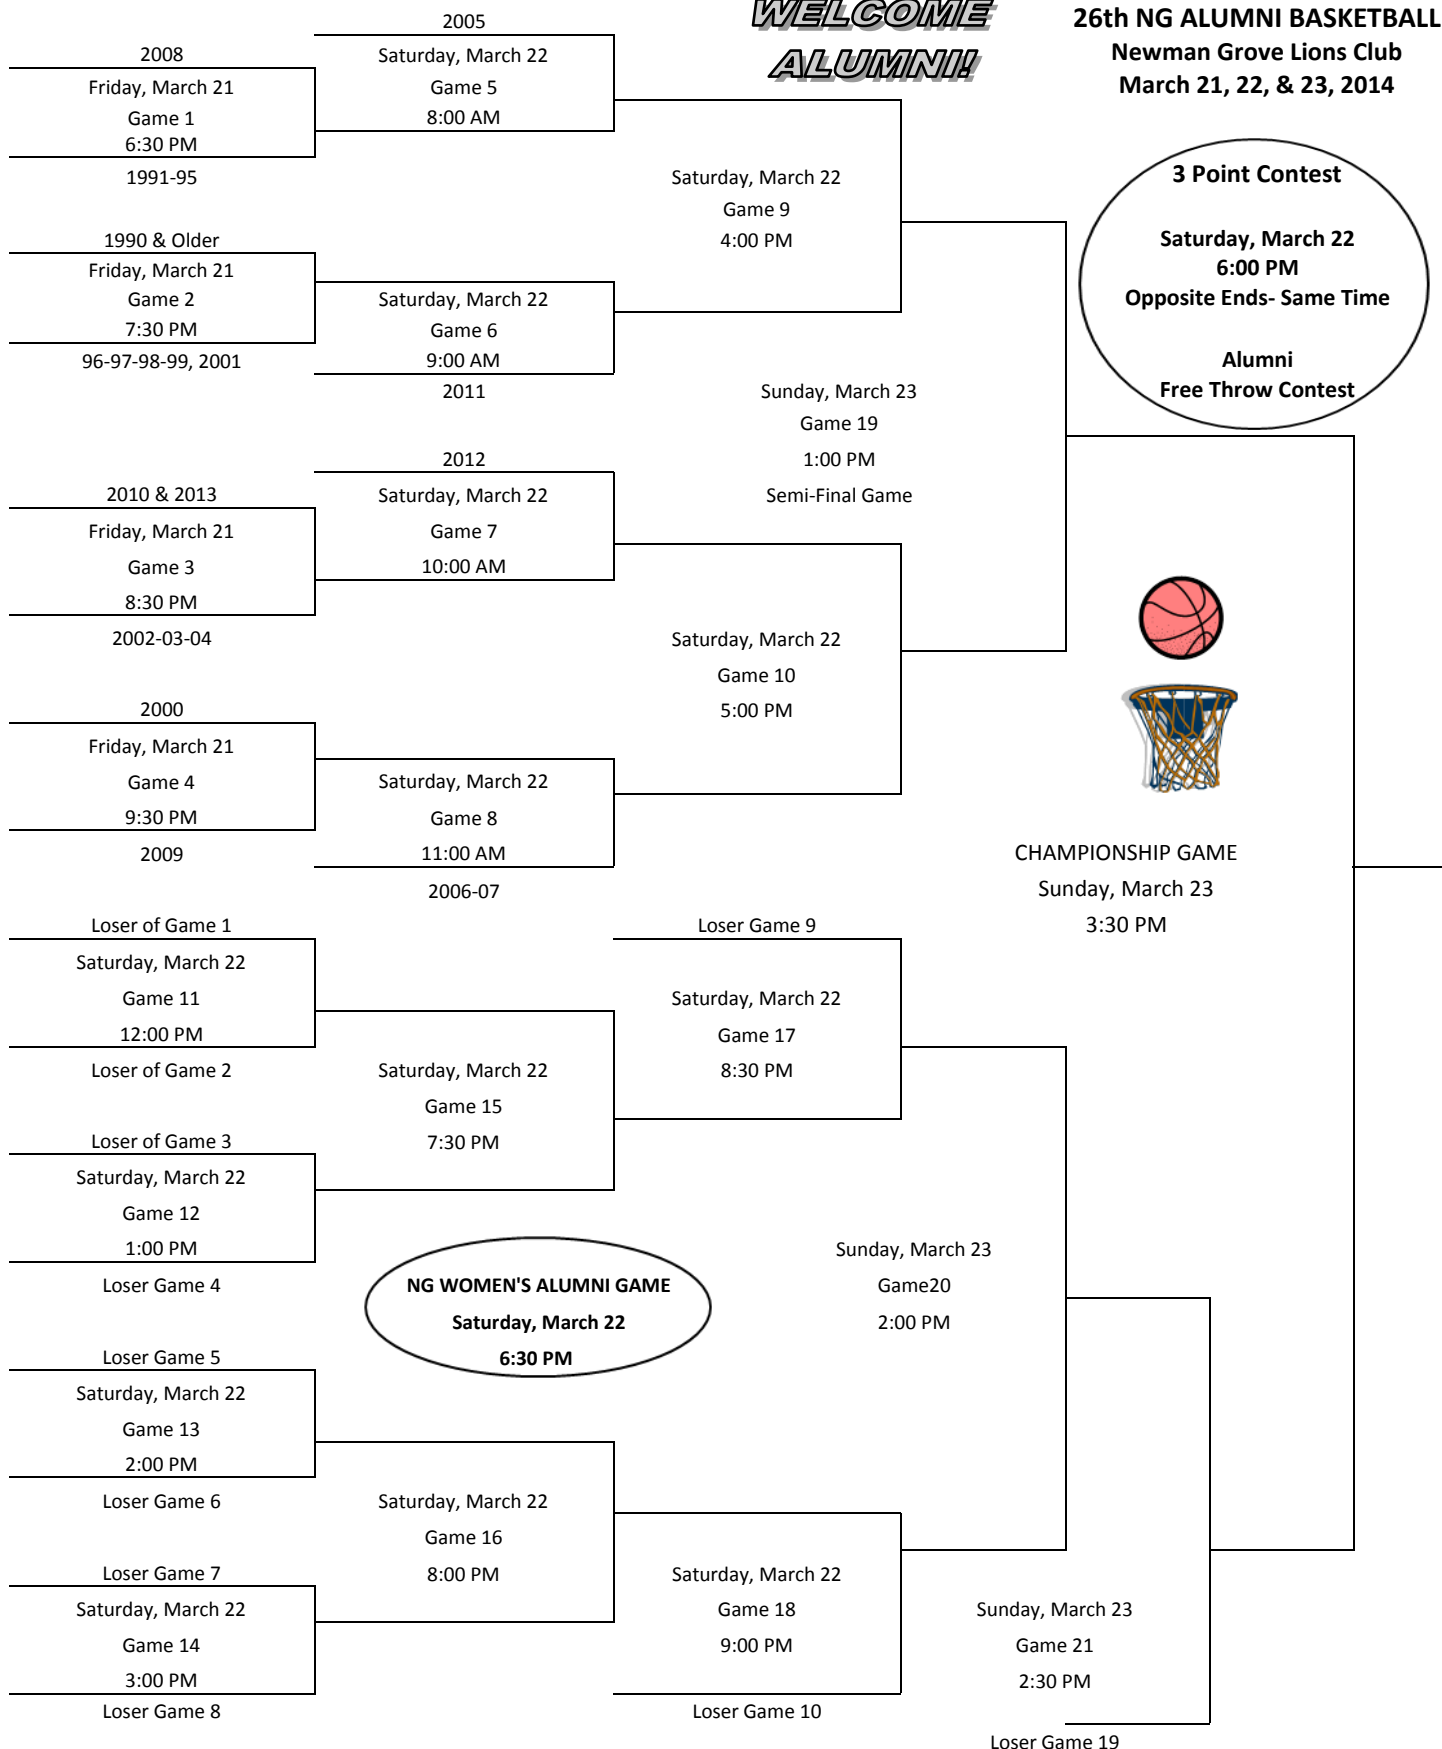 WELCOME
ALUMNI!
26th NG ALUMNI BASKETBALL
Newman Grove Lions Club
March 21, 22, & 23, 2014
2005
Saturday, March 22
Game 5
8:00 AM
2008
Friday, March 21
Game 1
6:30 PM
1991-95
Saturday, March 22
Game 9
4:00 PM
3 Point Contest
Saturday, March 22
6:00 PM
Opposite Ends- Same Time
Alumni
Free Throw Contest
1990 & Older
Friday, March 21
Game 2
7:30 PM
96-97-98-99, 2001
Saturday, March 22
Game 6
9:00 AM
2011
Sunday, March 23
Game 19
1:00 PM
Semi-Final Game
2012
Saturday, March 22
Game 7
10:00 AM
2010 & 2013
Friday, March 21
Game 3
8:30 PM
2002-03-04
Saturday, March 22
Game 10
5:00 PM
2000
Friday, March 21
Game 4
9:30 PM
2009
Saturday, March 22
Game 8
11:00 AM
2006-07
CHAMPIONSHIP GAME
Sunday, March 23
3:30 PM
Loser of Game 1
Saturday, March 22
Game 11
12:00 PM
Loser of Game 2
Loser Game 9
Saturday, March 22
Game 17
8:30 PM
Saturday, March 22
Game 15
7:30 PM
Loser of Game 3
Saturday, March 22
Game 12
1:00 PM
Loser Game 4
NG WOMEN'S ALUMNI GAME
Saturday, March 22
6:30 PM
Sunday, March 23
Game20
2:00 PM
Loser Game 5
Saturday, March 22
Game 13
2:00 PM
Loser Game 6
Saturday, March 22
Game 16
8:00 PM
Loser Game 7
Saturday, March 22
Game 14
3:00 PM
Loser Game 8
Saturday, March 22
Game 18
9:00 PM
Loser Game 10
Sunday, March 23
Game 21
2:30 PM
Loser Game 19